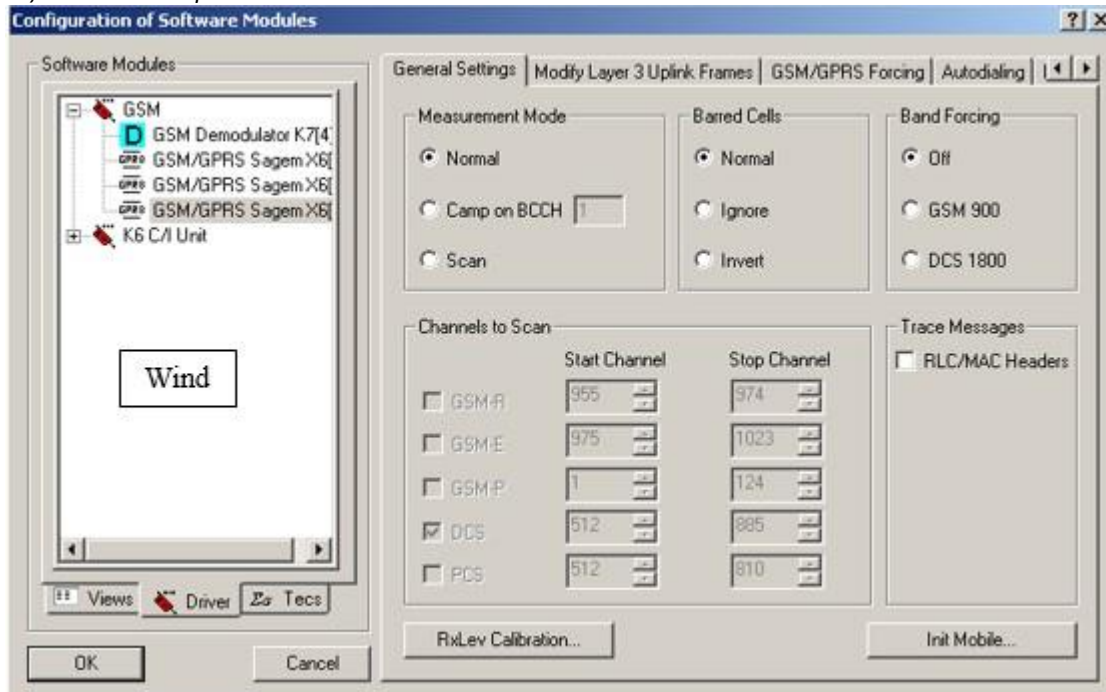 Configuration of Software Modules
Software Modules
GSM
GSM Demodulator K7[4]
GSM/GPRS Sagem X6[
GSM/GPRS Sagem X6[
GSM/GPRS Sagem X6[
K6 C/I Unit
Wind
Views Driver Σσ Tecs
OK Cancel
General Settings Modify Layer 3 Uplink Frames GSM/GPRS Forcing Autodialing
Measurement Mode Barred Cells Band Forcing
Normal Normal Off
Camp on BCCH 1 Ignore GSM 900
Scan Invert DCS 1800
Channels to Scan Trace Messages
Start Channel Stop Channel RLC/MAC Headers
GSM-R 955 974
GSM-E 975 1023
GSM-P 1 124
DCS 512 885
PCS 512 810
RxLev Calibration... Init Mobile...